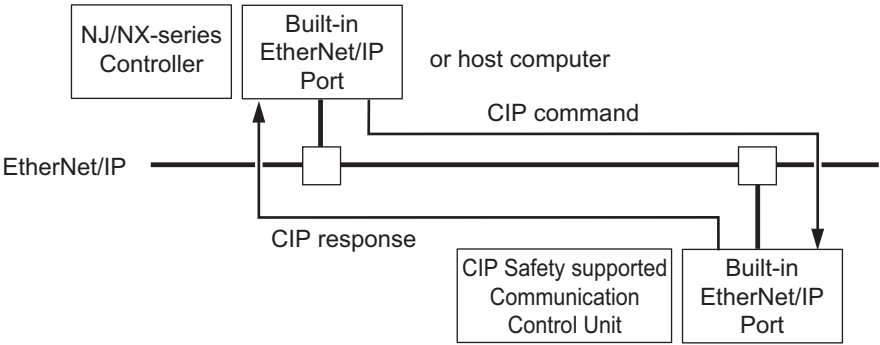 NJ/NX-series
Controller
Built-in
EtherNet/IP
Port
or host computer
CIP command
EtherNet/IP
CIP response
CIP Safety supported
Communication
Control Unit
Built-in
EtherNet/IP
Port